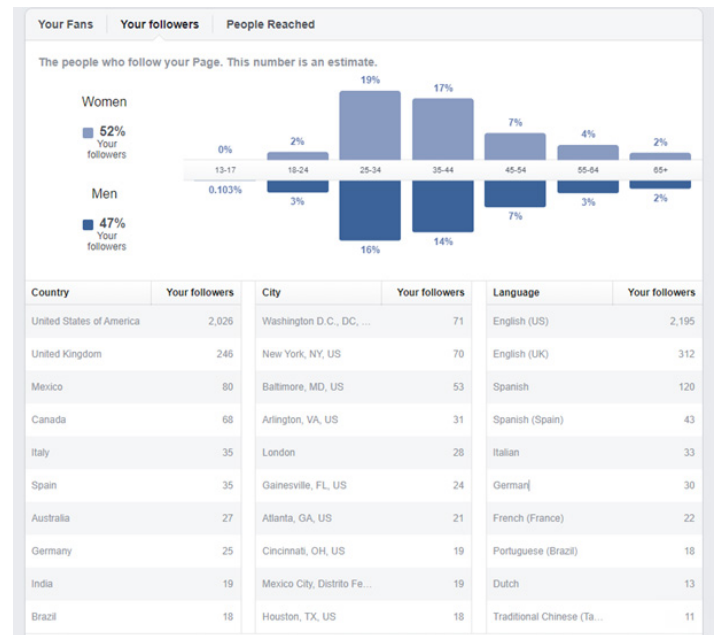 Your Fans Your followers People Reached
The people who follow your Page. This number is an estimate.
Women
52%
Your
followers
0% 2% 19% 17% 7% 4% 2%
13-17 18-24 25-34 35-44 45-54 55-64 65+
Men
47%
Your
followers
0.103% 3% 16% 14% 7% 3% 2%
Country Your followers City Your followers Language Your followers
United States of America 2,026 Washington D.C., DC, ... 71 English (US) 2,195
United Kingdom 246 New York, NY, US 70 English (UK) 312
Mexico 80 Baltimore, MD, US 53 Spanish 120
Canada 68 Arlington, VA, US 31 Spanish (Spain) 43
Italy 35 London 28 Italian 33
Spain 35 Gainesville, FL, US 24 German 30
Australia 27 Atlanta, GA, US 21 French (France) 22
Germany 25 Cincinnati, OH, US 19 Portuguese (Brazil) 18
India 19 Mexico City, Distrito Fe... 19 Dutch 13
Brazil 18 Houston, TX, US 18 Traditional Chinese (Ta... 11